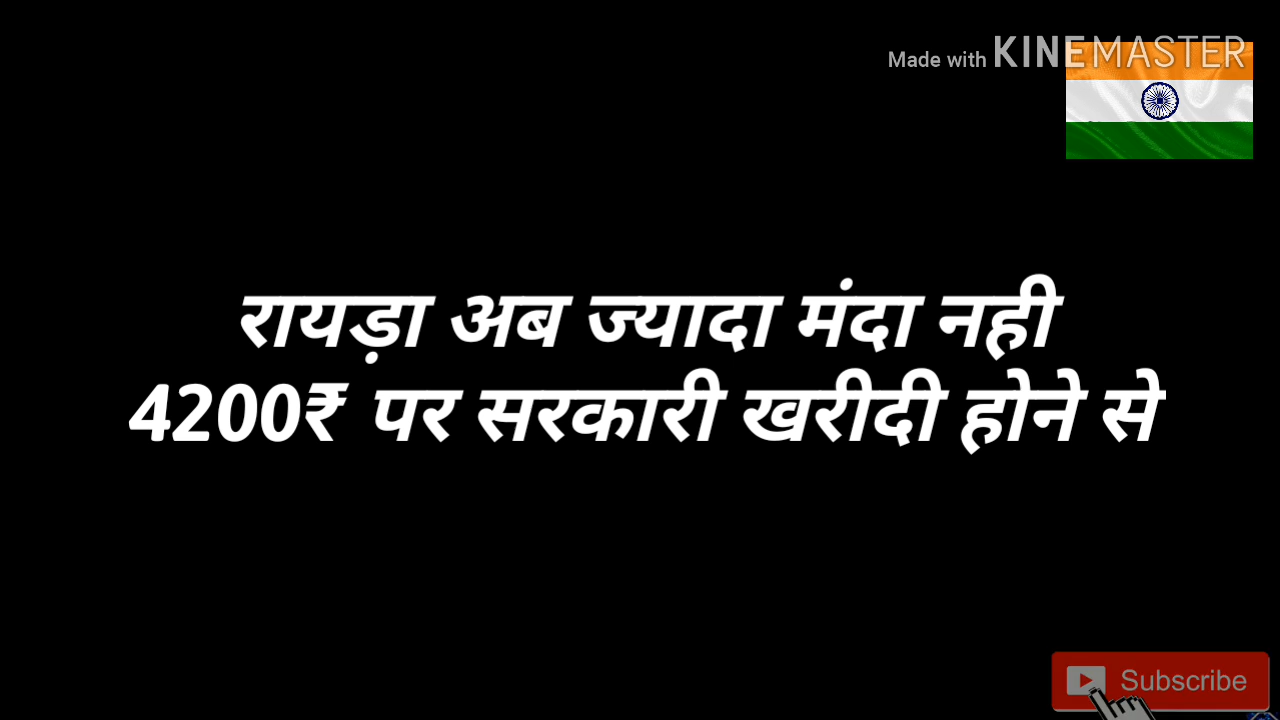 Made with KINEMASTER
रायड़ा अब ज्यादा मंदा नही
4200₹ पर सरकारी खरीदी होने से
Subscribe